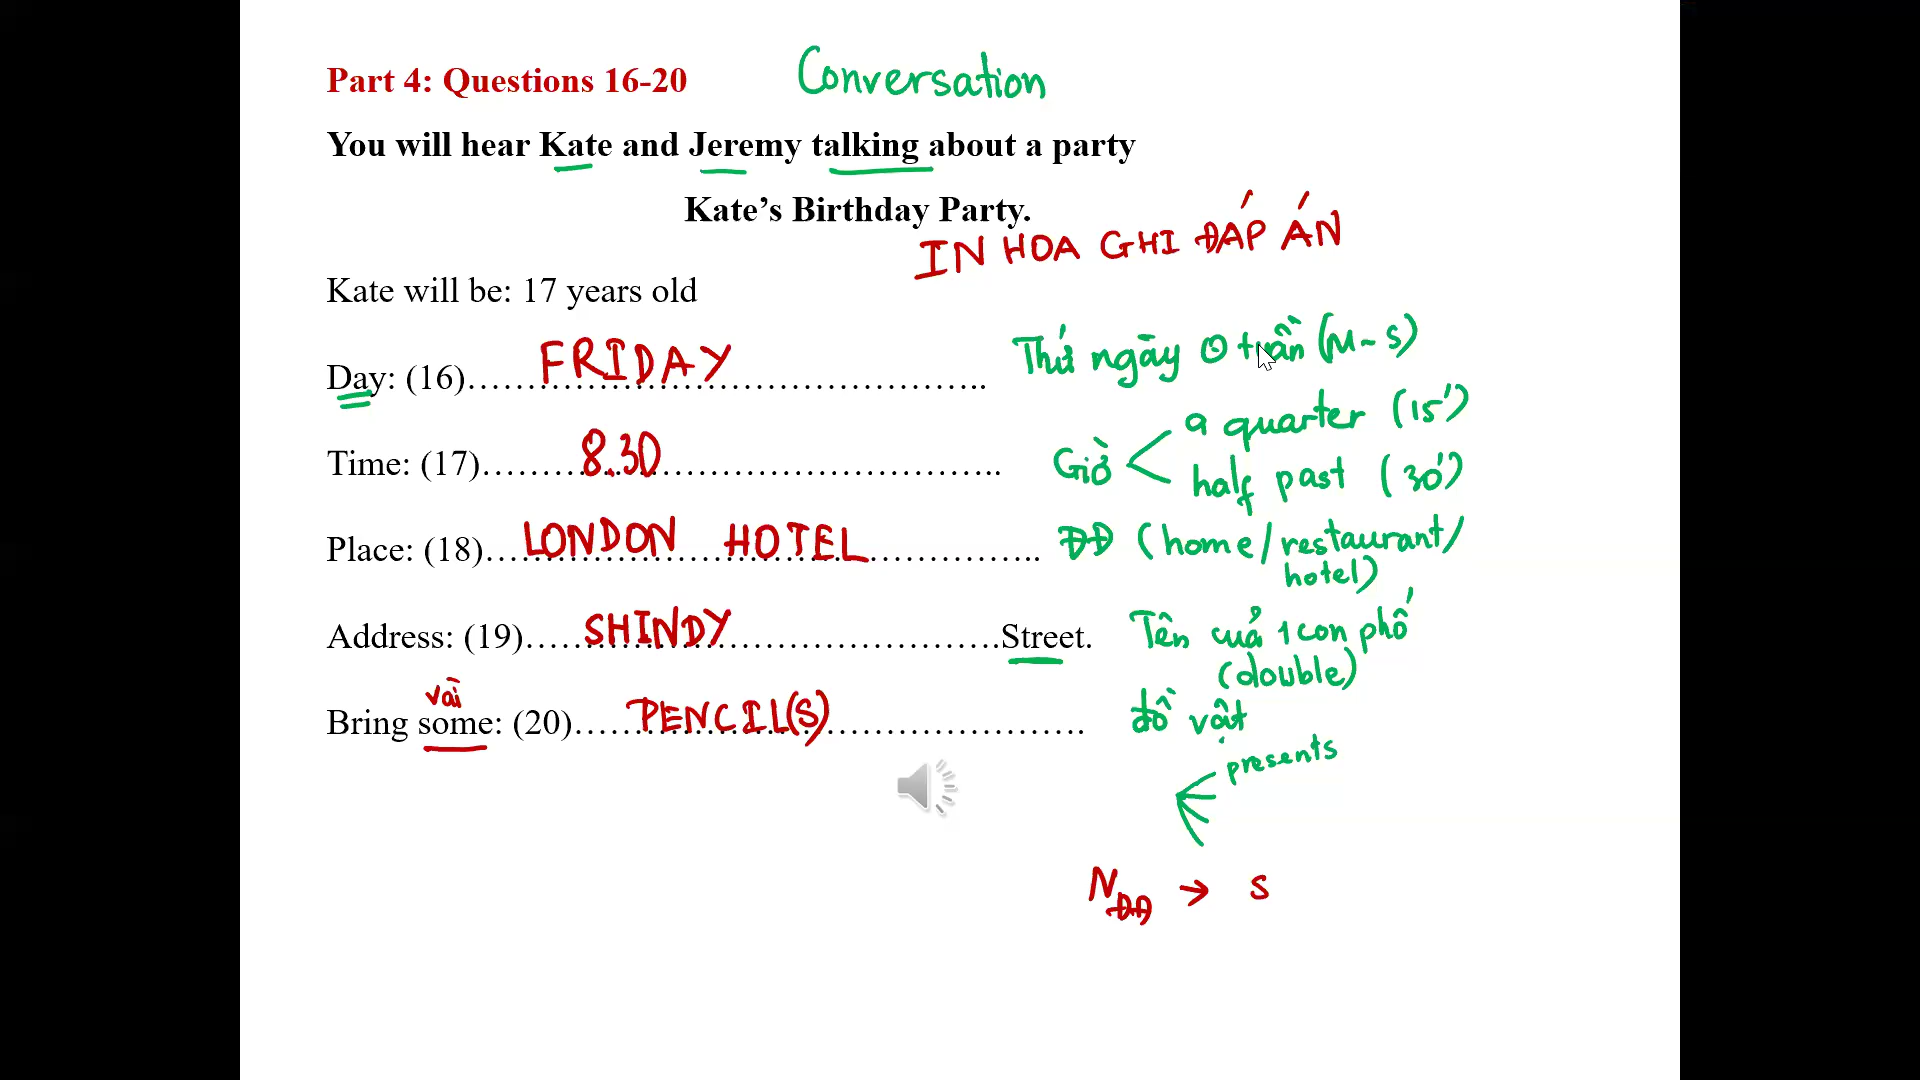 Part 4: Questions 16-20 Conversation
You will hear Kate and Jeremy talking about a party
Kate’s Birthday Party.
IN HOA GHI ĐÁP ÁN
Kate will be: 17 years old
Day: (16)……FRIDAY…….. Thứ ngày ⊙ tuần (M~S)
Time: (17)……8.30…….. Giờ a quarter (15')
half past (30')
Place: (18)……LONDON HOTEL…….. ĐĐ (home/restaurant/
hotel)
Address: (19)……SHINDY……Street. Tên cuả 1 con phố
(double)
vài
Bring some: (20)……PENCIL(S)……. đồ vật
presents
N ĐĐ → s